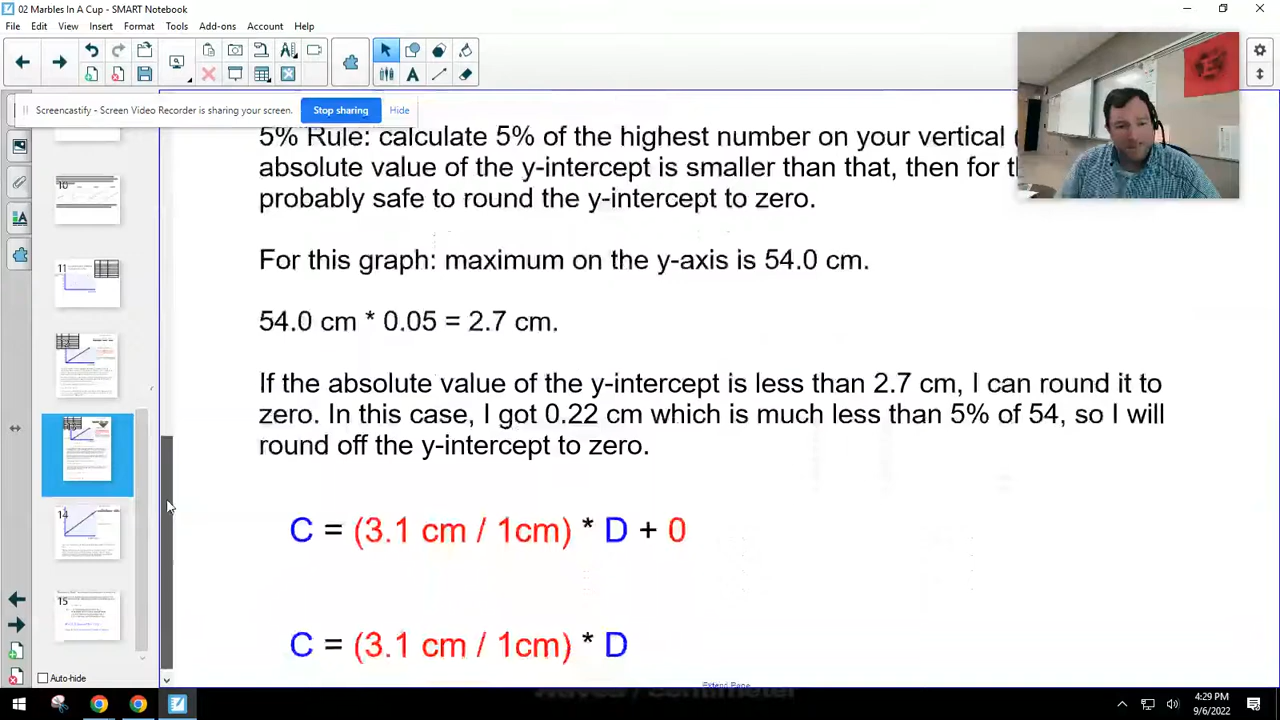 02 Marbles In A Cup - SMART Notebook
File Edit View Insert Format Tools Add-ons Account Help
Screencastify - Screen Video Recorder is sharing your screen. Stop sharing Hide
5% Rule: calculate 5% of the highest number on your vertical
absolute value of the y-intercept is smaller than that, then for
probably safe to round the y-intercept to zero.
For this graph: maximum on the y-axis is 54.0 cm.
54.0 cm * 0.05 = 2.7 cm.
If the absolute value of the y-intercept is less than 2.7 cm, I can round it to
zero. In this case, I got 0.22 cm which is much less than 5% of 54, so I will
round off the y-intercept to zero.
C = (3.1 cm / 1cm) * D + 0
C = (3.1 cm / 1cm) * D
Extend Page
10
11
14
15
Auto-hide
4:29 PM
9/6/2022